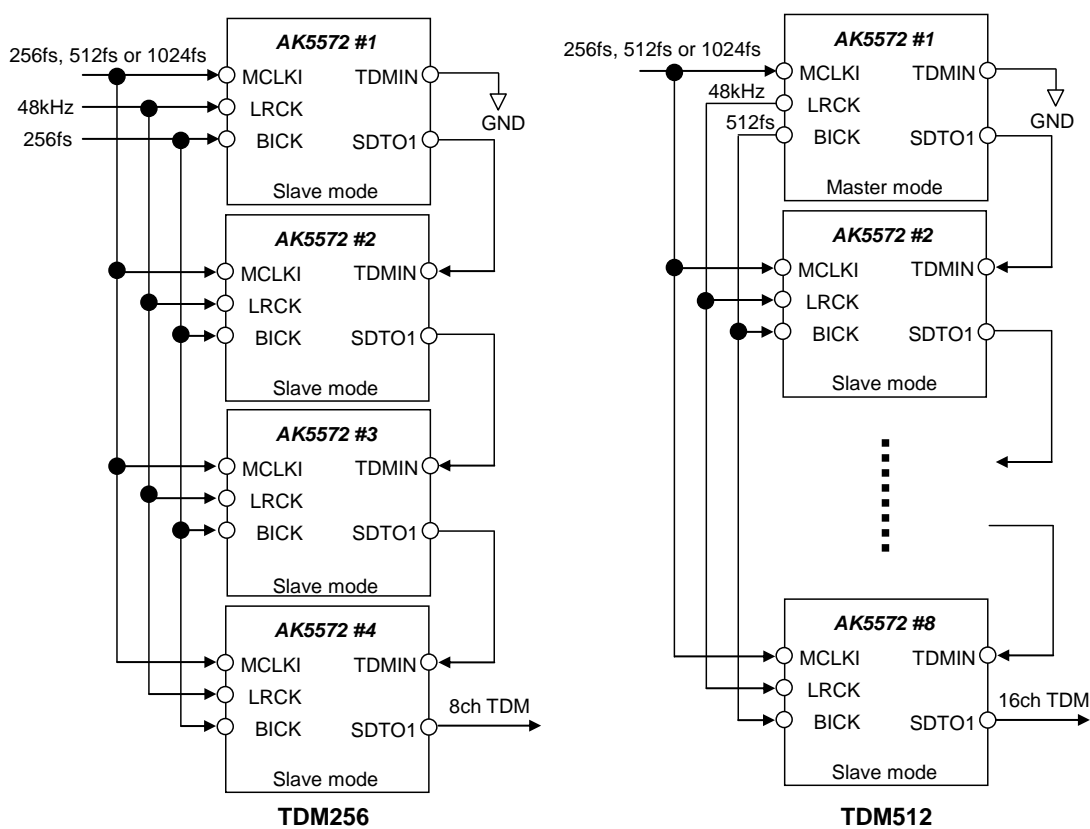 AK5572 #1
256fs, 512fs or 1024fs
MCLKI
TDMIN
48kHz
LRCK
GND
256fs
BICK
SDTO1
Slave mode
AK5572 #2
MCLKI
TDMIN
LRCK
BICK
SDTO1
Slave mode
AK5572 #3
MCLKI
TDMIN
LRCK
BICK
SDTO1
Slave mode
AK5572 #4
MCLKI
TDMIN
LRCK
8ch TDM
BICK
SDTO1
Slave mode
TDM256
AK5572 #1
256fs, 512fs or 1024fs
MCLKI
TDMIN
48kHz
LRCK
GND
512fs
BICK
SDTO1
Master mode
AK5572 #2
MCLKI
TDMIN
LRCK
BICK
SDTO1
Slave mode
AK5572 #8
MCLKI
TDMIN
LRCK
16ch TDM
BICK
SDTO1
Slave mode
TDM512